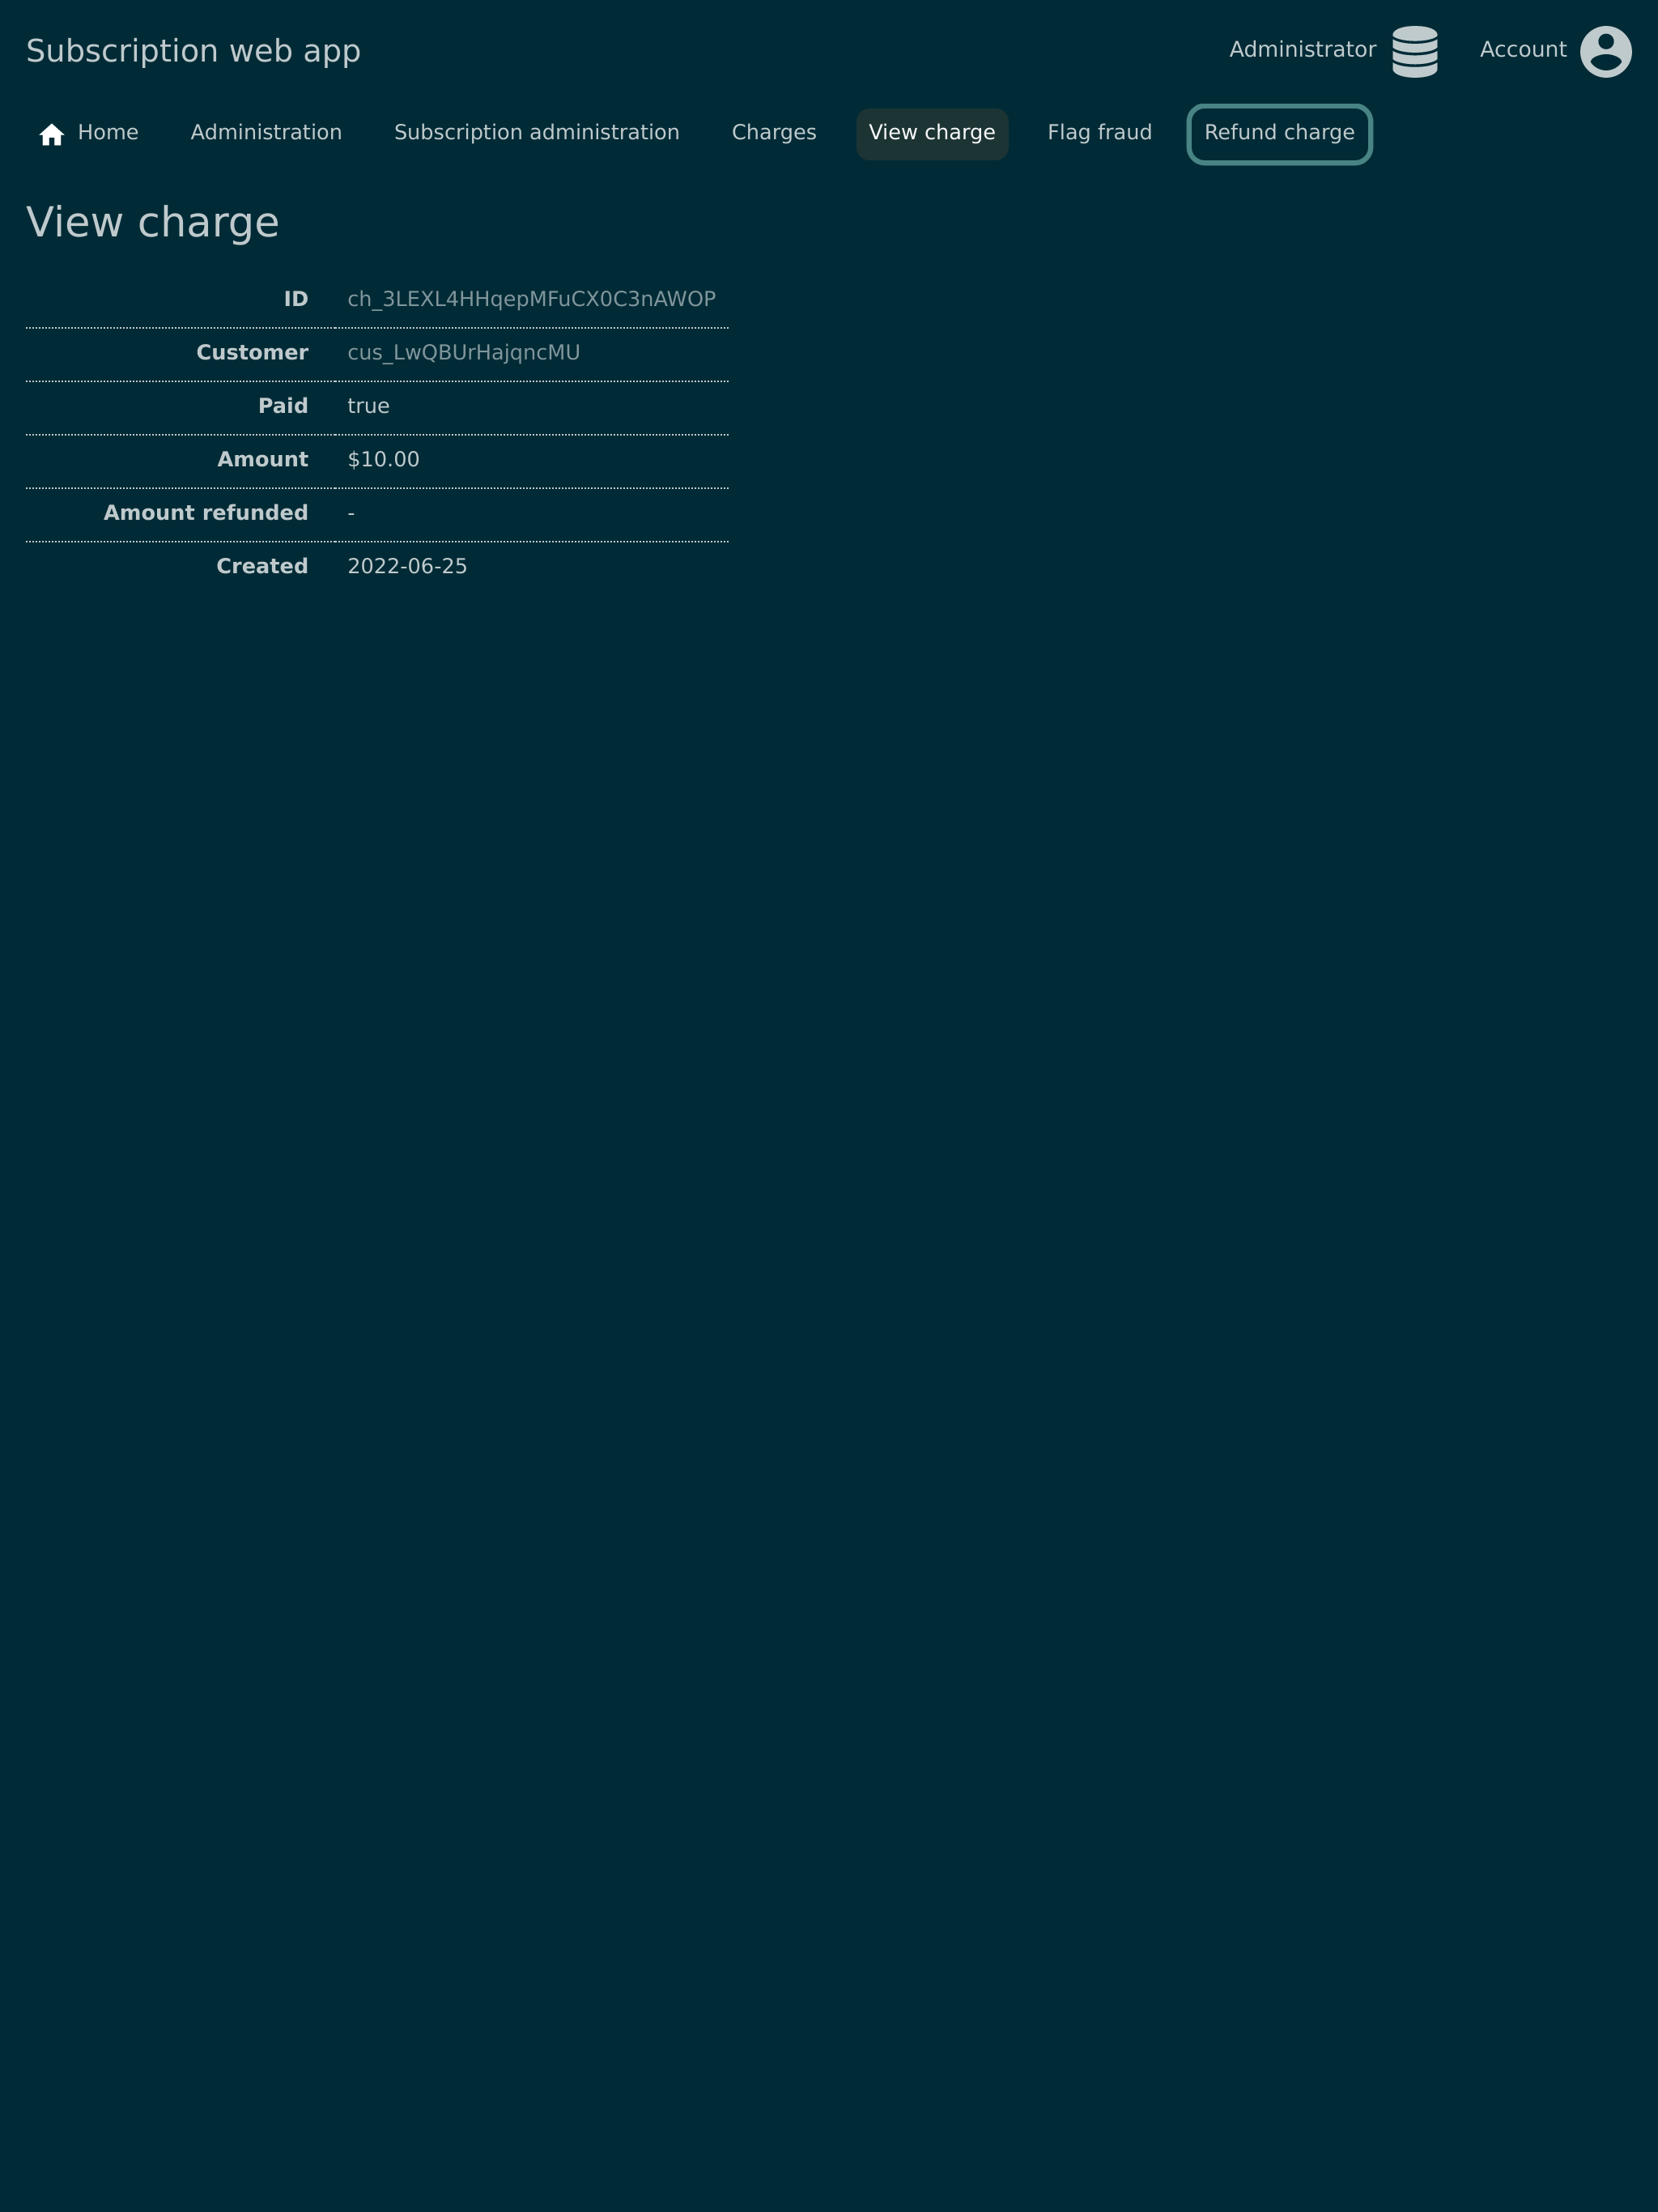 Subscription web app
Administrator Account
Home Administration Subscription administration Charges View charge Flag fraud Refund charge
View charge
ID ch_3LEXL4HHqepMFuCX0C3nAWOP
Customer cus_LwQBUrHajqncMU
Paid true
Amount $10.00
Amount refunded -
Created 2022-06-25